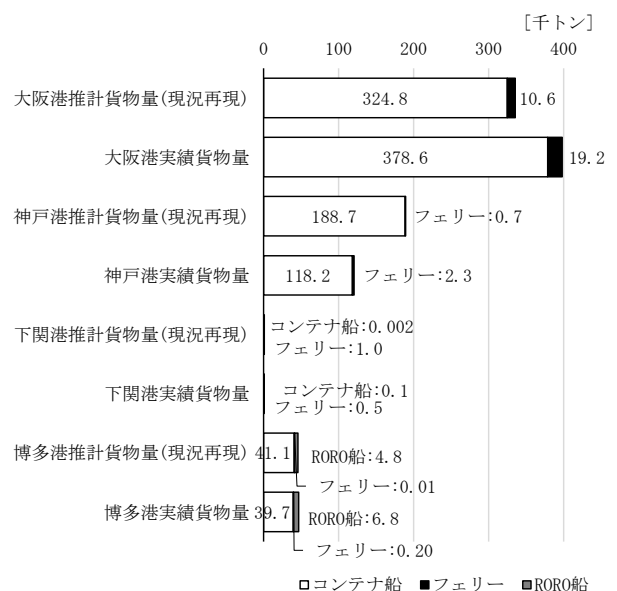 [千トン]
0 100 200 300 400
大阪港推計貨物量(現況再現) 324.8 10.6
大阪港実績貨物量 378.6 19.2
神戸港推計貨物量(現況再現) 188.7 フェリー:0.7
神戸港実績貨物量 118.2 フェリー:2.3
下関港推計貨物量(現況再現) コンテナ船:0.002
フェリー:1.0
下関港実績貨物量 コンテナ船:0.1
フェリー:0.5
博多港推計貨物量(現況再現) 41.1 RORO船:4.8
フェリー:0.01
博多港実績貨物量 39.7 RORO船:6.8
フェリー:0.20
コンテナ船 フェリー RORO船